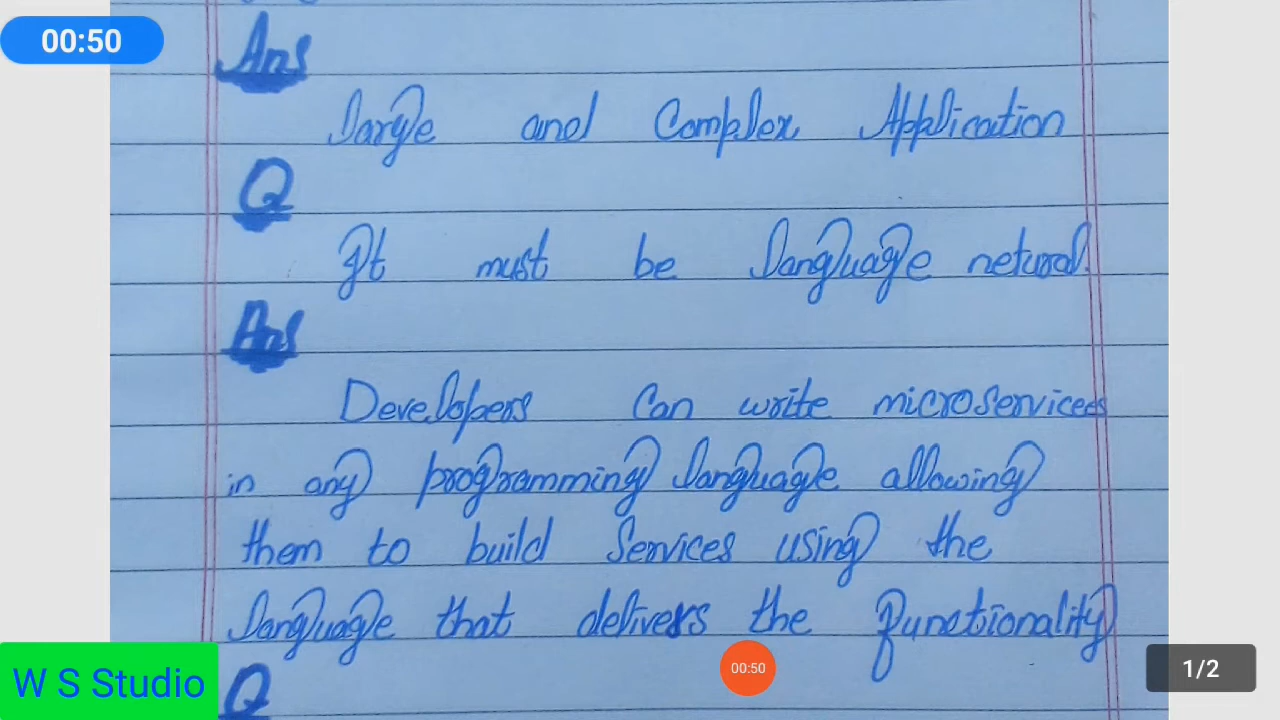 00:50
Ans
Large and Complex Application
Q
It must be language netural.
Ans
Developers Can write microservices
in any programming language allowing
them to build Services using the
language that delivers the functionality
00:50
1/2
W S Studio
Q